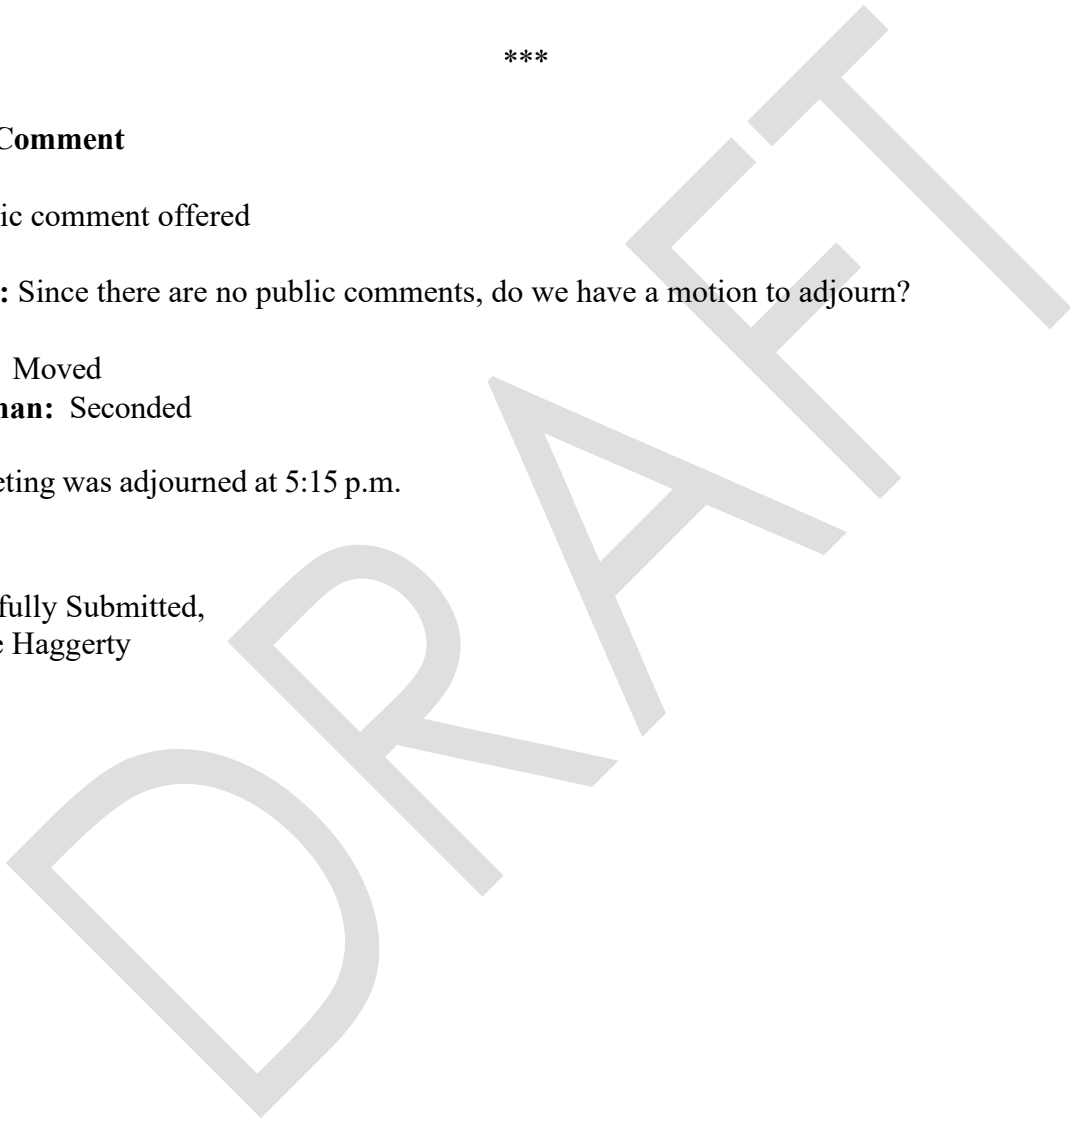 ***
Comment
ic comment offered
: Since there are no public comments, do we have a motion to adjourn?
Moved
man: Seconded
eting was adjourned at 5:15 p.m.
fully Submitted,
e Haggerty
DRAFT